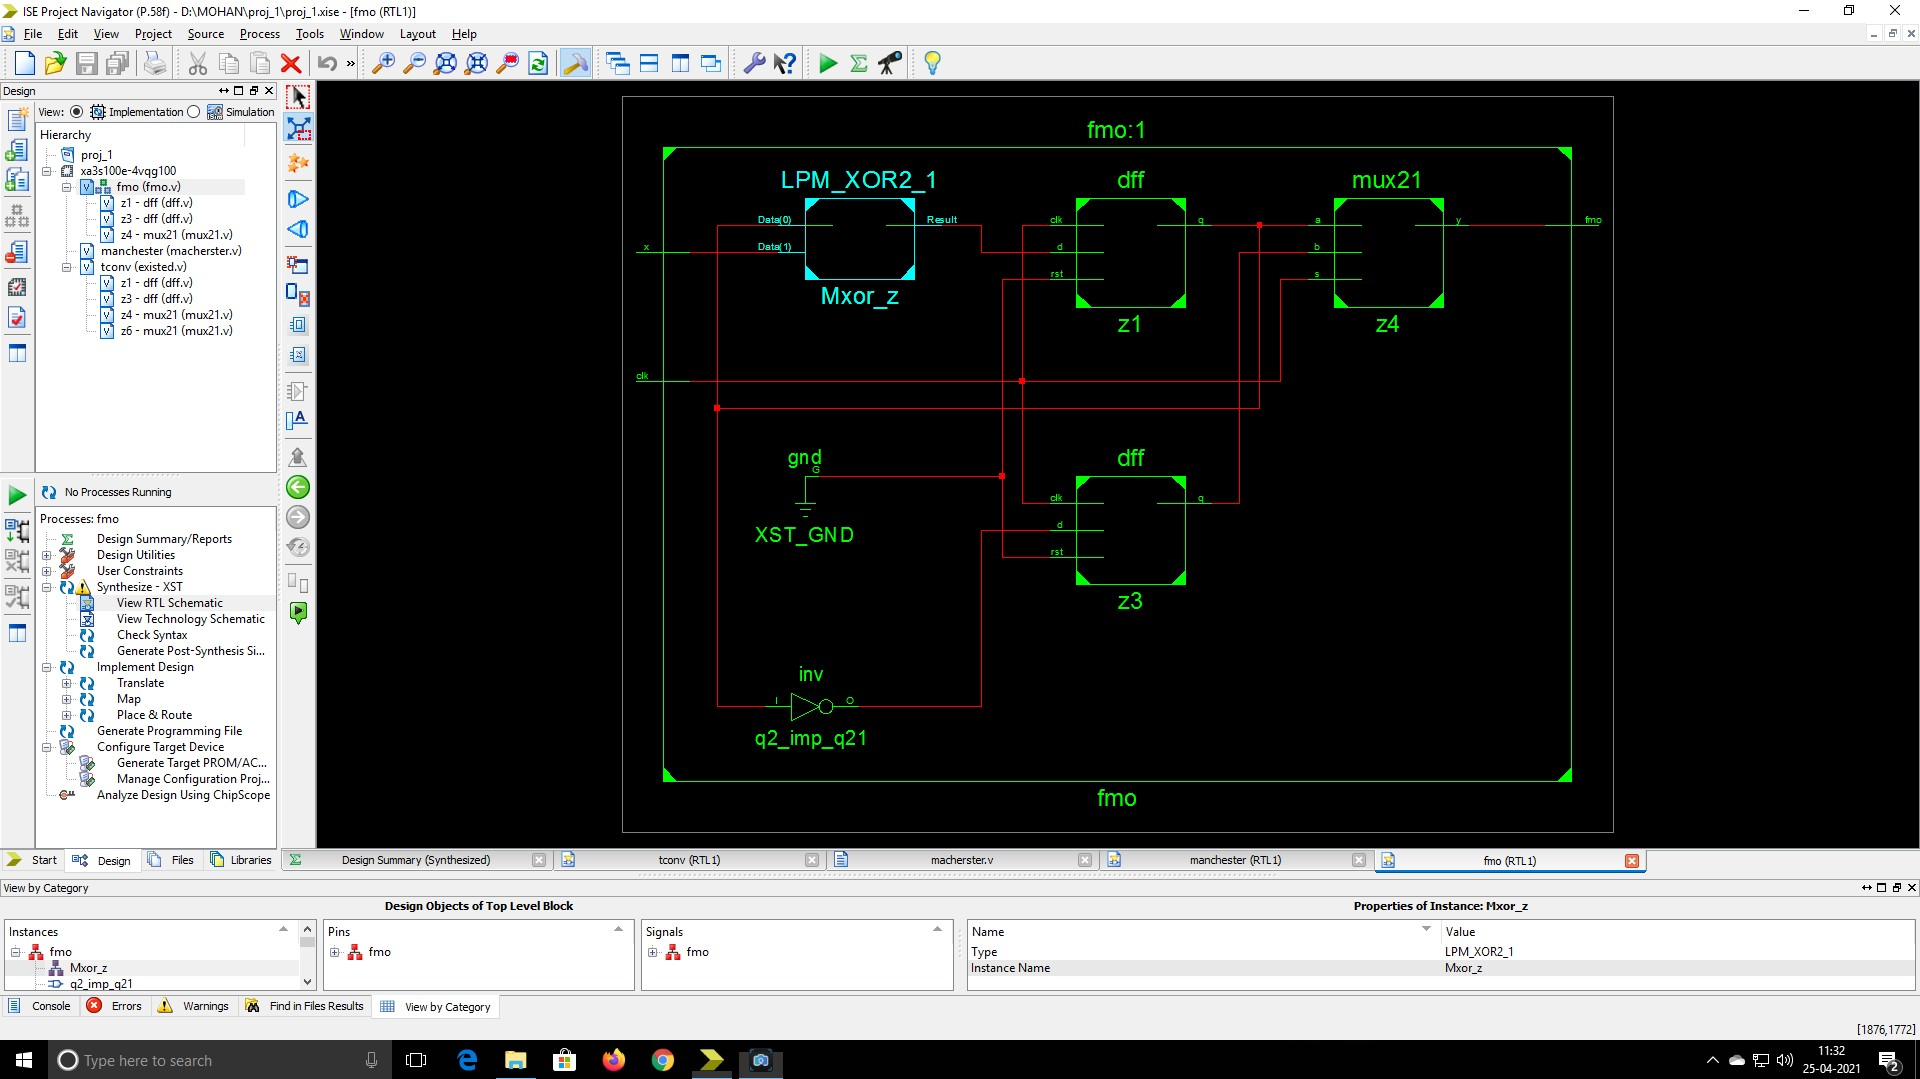 ISE Project Navigator (P.58f) - D:\MOHAN\proj_1\proj_1.xise - [fmo (RTL1)]
File Edit View Project Source Process Tools Window Layout Help
Design
View: Implementation Simulation
Hierarchy
proj_1
xa3s100e-4vqg100
fmo (fmo.v)
z1 - dff (dff.v)
z3 - dff (dff.v)
z4 - mux21 (mux21.v)
manchester (macherster.v)
tconv (existed.v)
z1 - dff (dff.v)
z3 - dff (dff.v)
z4 - mux21 (mux21.v)
z6 - mux21 (mux21.v)
No Processes Running
Processes: fmo
Design Summary/Reports
Design Utilities
User Constraints
Synthesize - XST
View RTL Schematic
View Technology Schematic
Check Syntax
Generate Post-Synthesis Si...
Implement Design
Translate
Map
Place & Route
Generate Programming File
Configure Target Device
Generate Target PROM/AC...
Manage Configuration Proj...
Analyze Design Using ChipScope
Start Design Files Libraries
fmo:1
LPM_XOR2_1 dff mux21
Data(0) Result clk q a y fmo
x Data(1) d b
rst s
Mxor_z z1 z4
clk
gnd dff
G
clk q
XST_GND d
rst
z3
inv
I O
q2_imp_q21
fmo
Design Summary (Synthesized) tconv (RTL1) macherster.v manchester (RTL1) fmo (RTL1)
View by Category
Design Objects of Top Level Block Properties of Instance: Mxor_z
Instances Pins Signals Name Value
fmo fmo fmo Type LPM_XOR2_1
Mxor_z Instance Name Mxor_z
q2_imp_q21
Console Errors Warnings Find in Files Results View by Category
[1876,1772]
Type here to search
11:32
25-04-2021
2